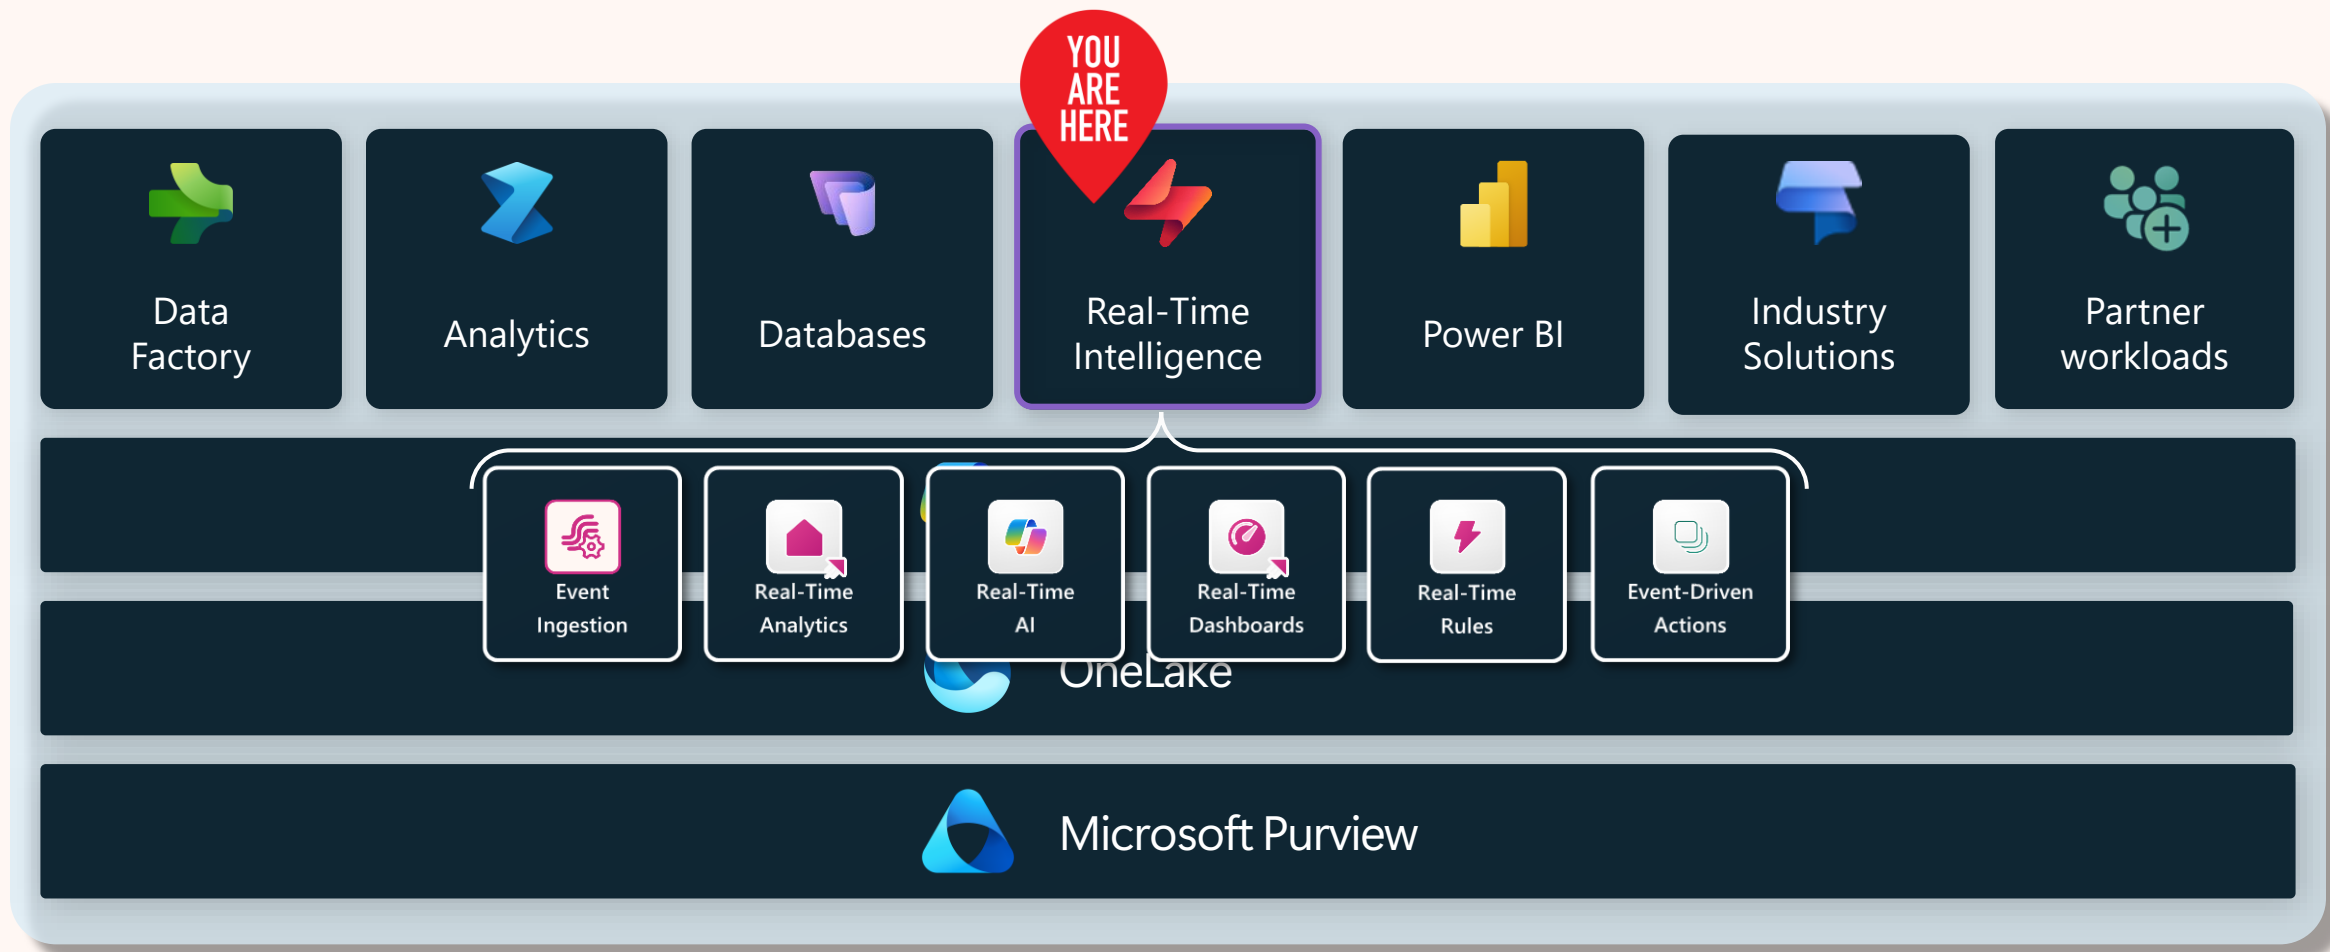 YOU
ARE
HERE
Data
Factory
Analytics
Databases
Real-Time
Intelligence
Power BI
Industry
Solutions
Partner
workloads
Event
Ingestion
Real-Time
Analytics
Real-Time
AI
Real-Time
Dashboards
Real-Time
Rules
Event-Driven
Actions
OneLake
Microsoft Purview